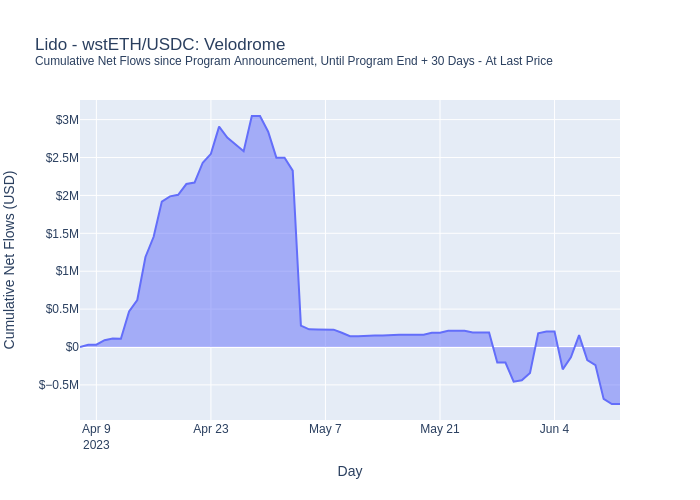 Lido - wstETH/USDC: Velodrome
Cumulative Net Flows since Program Announcement, Until Program End + 30 Days - At Last Price
Cumulative Net Flows (USD)
$3M
$2.5M
$2M
$1.5M
$1M
$0.5M
$0
$−0.5M
Apr 9
2023
Apr 23
May 7
May 21
Jun 4
Day